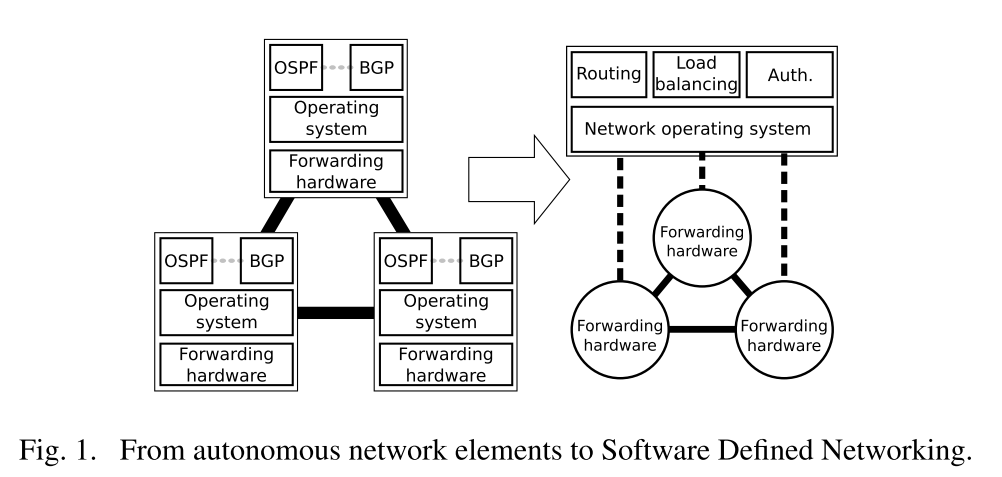 OSPF
BGP
Operating
system
Forwarding
hardware
OSPF
BGP
Operating
system
Forwarding
hardware
OSPF
BGP
Operating
system
Forwarding
hardware
Routing
Load
balancing
Auth.
Network operating system
Forwarding
hardware
Forwarding
hardware
Forwarding
hardware
Fig. 1. From autonomous network elements to Software Defined Networking.